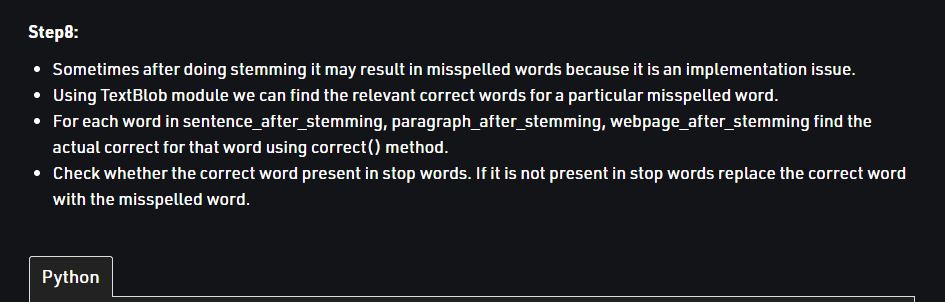 Step8:
• Sometimes after doing stemming it may result in misspelled words because it is an implementation issue.
• Using TextBlob module we can find the relevant correct words for a particular misspelled word.
• For each word in sentence_after_stemming, paragraph_after_stemming, webpage_after_stemming find the
actual correct for that word using correct() method.
• Check whether the correct word present in stop words. If it is not present in stop words replace the correct word
with the misspelled word.
Python